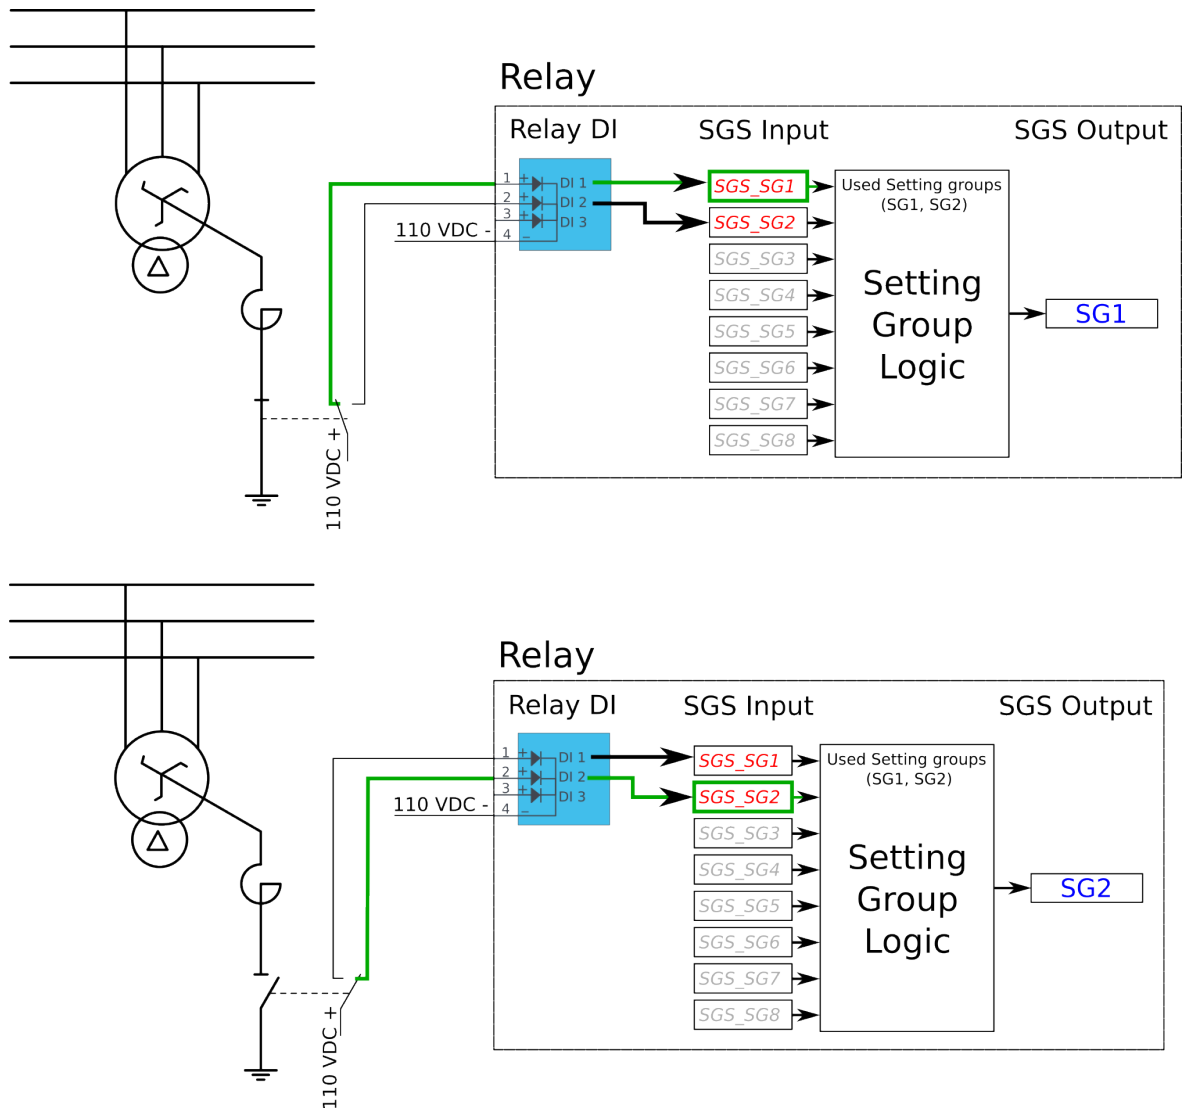 Relay
Relay DI
SGS Input
SGS Output
1 + DI 1
2 + DI 2
3 + DI 3
110 VDC - 4 −
SGS_SG1
SGS_SG2
SGS_SG3
SGS_SG4
SGS_SG5
SGS_SG6
SGS_SG7
SGS_SG8
Used Setting groups
(SG1, SG2)
Setting
Group
Logic
SG1
110 VDC +
Relay
Relay DI
SGS Input
SGS Output
1 + DI 1
2 + DI 2
3 + DI 3
110 VDC - 4 −
SGS_SG1
SGS_SG2
SGS_SG3
SGS_SG4
SGS_SG5
SGS_SG6
SGS_SG7
SGS_SG8
Used Setting groups
(SG1, SG2)
Setting
Group
Logic
SG2
110 VDC +